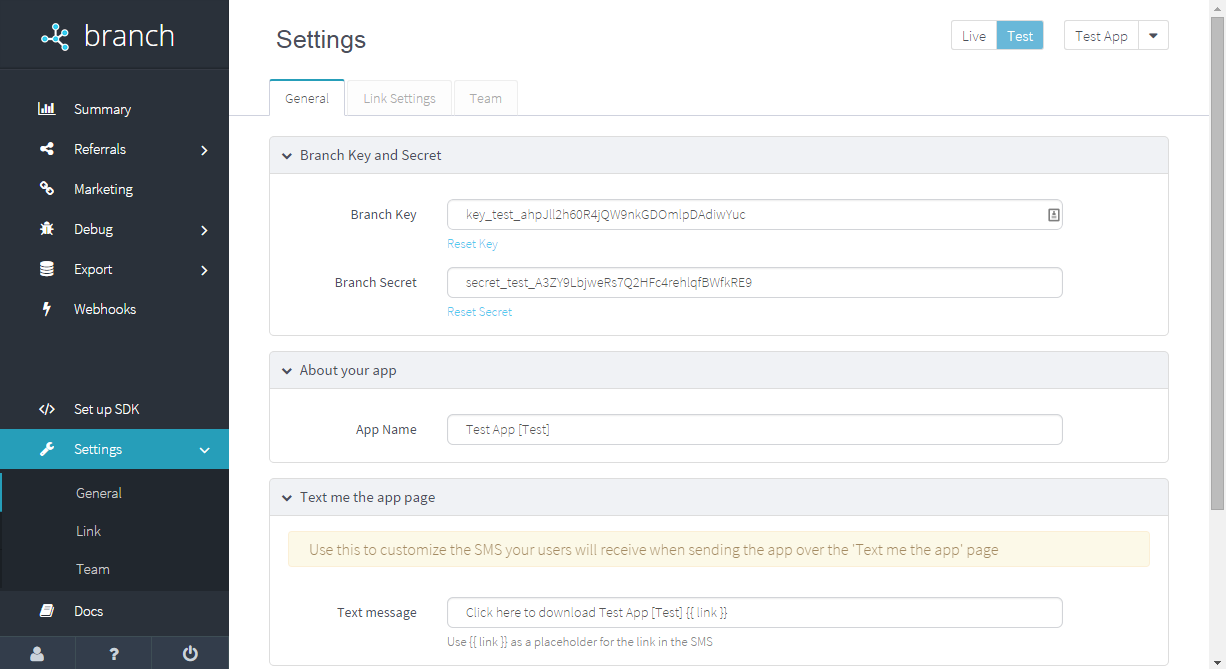 branch
Summary
Referrals
Marketing
Debug
Export
Webhooks
Set up SDK
Settings
General
Link
Team
Docs
?
Settings
Live
Test
Test App
General
Link Settings
Team
Branch Key and Secret
Branch Key
key_test_ahpJll2h60R4jQW9nkGDOmlpDAdiwYuc
Reset Key
Branch Secret
secret_test_A3ZY9LbjweRs7Q2HFc4rehlqfBWfkRE9
Reset Secret
About your app
App Name
Test App [Test]
Text me the app page
Use this to customize the SMS your users will receive when sending the app over the 'Text me the app' page
Text message
Click here to download Test App [Test] {{ link }}
Use {{ link }} as a placeholder for the link in the SMS